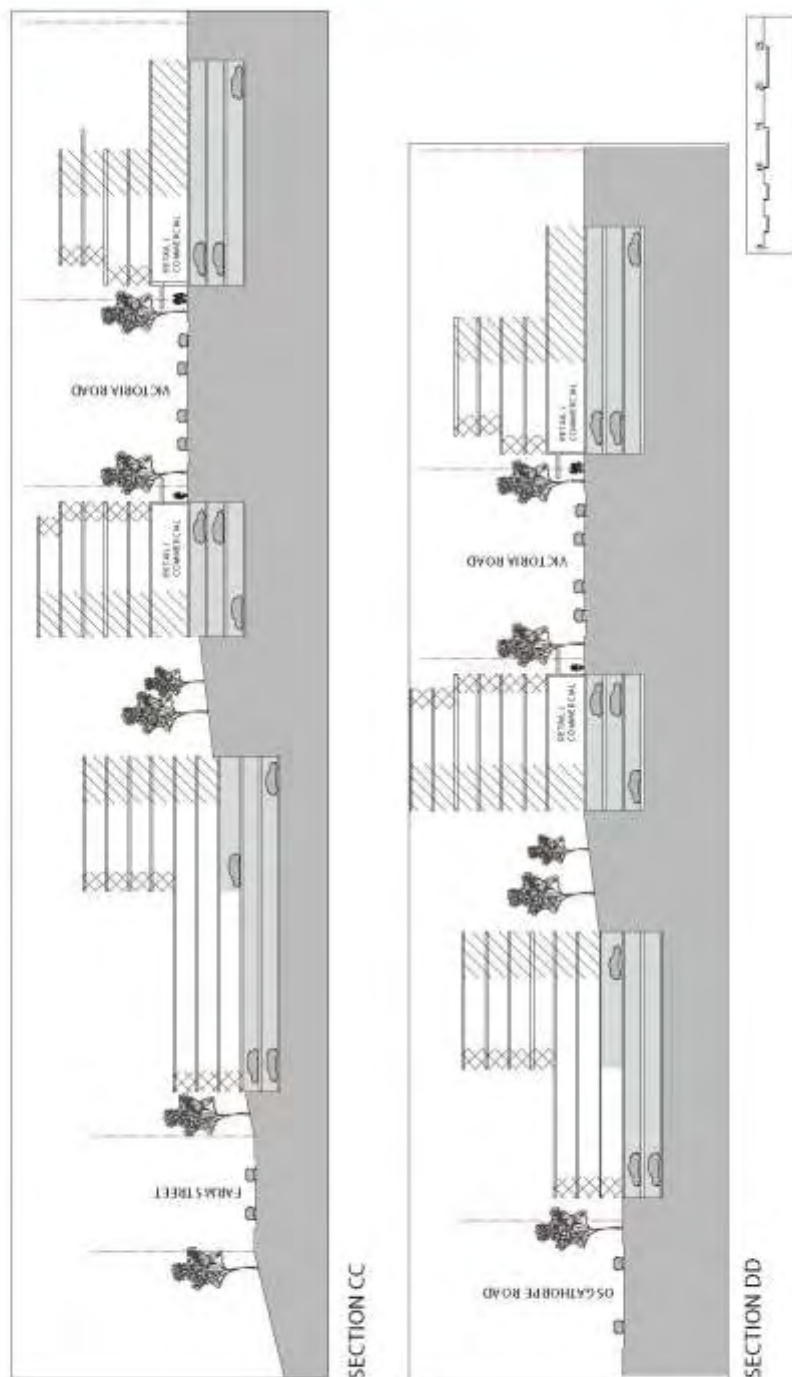 FARM STREET
RETAIL /
COMMERCIAL
VICTORIA ROAD
RETAIL /
COMMERCIAL
SECTION CC
OSGATHORPE ROAD
RETAIL /
COMMERCIAL
VICTORIA ROAD
RETAIL /
COMMERCIAL
SECTION DD